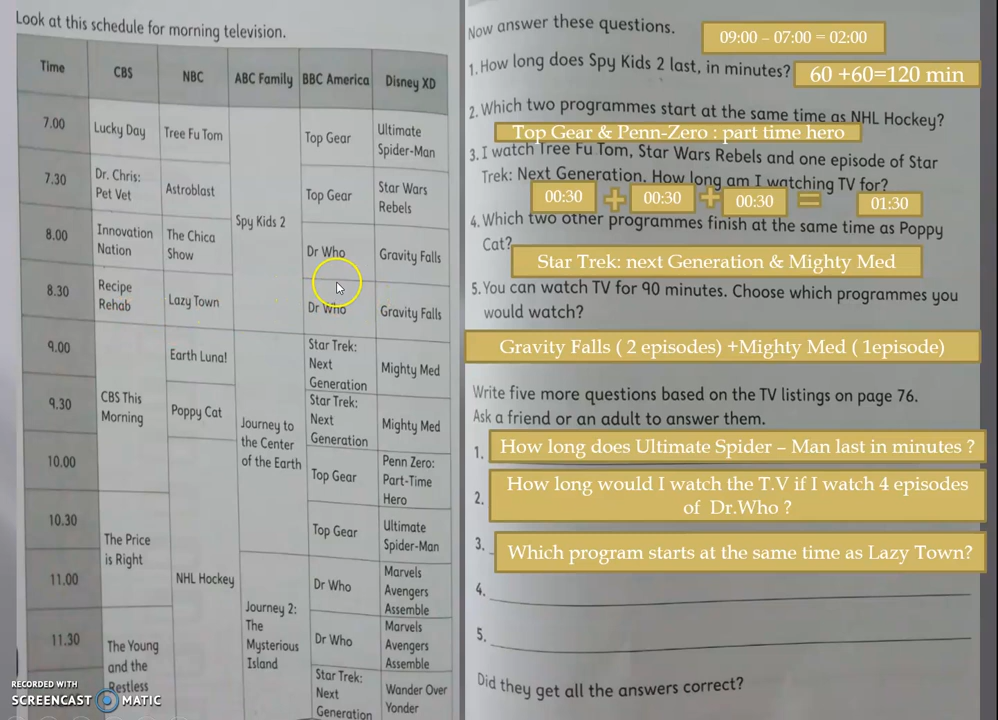 Look at this schedule for morning television.
Time CBS NBC ABC Family BBC America Disney XD
7.00 Lucky Day Tree Fu Tom Top Gear Ultimate Spider-Man
7.30 Dr. Chris: Pet Vet Astroblast Top Gear Star Wars Rebels
Spy Kids 2
8.00 Innovation Nation The Chica Show Dr Who Gravity Falls
8.30 Recipe Rehab Lazy Town Dr Who Gravity Falls
9.00 Earth Luna! Star Trek: Next Generation Mighty Med
9.30 CBS This Morning Poppy Cat Star Trek: Next Generation Mighty Med
Journey to the Center of the Earth
10.00 Top Gear Penn Zero: Part-Time Hero
10.30 The Price is Right Top Gear Ultimate Spider-Man
11.00 NHL Hockey Dr Who Marvels Avengers Assemble
Journey 2: The Mysterious Island
11.30 The Young and the Restless Dr Who Marvels Avengers Assemble
Star Trek: Next Generation Wander Over Yonder
RECORDED WITH
SCREENCAST MATIC
Now answer these questions.
09:00 – 07:00 = 02:00
1. How long does Spy Kids 2 last, in minutes?
60 +60=120 min
2. Which two programmes start at the same time as NHL Hockey?
Top Gear & Penn-Zero : part time hero
3. I watch Tree Fu Tom, Star Wars Rebels and one episode of Star
Trek: Next Generation. How long am I watching TV for?
00:30 + 00:30 + 00:30 = 01:30
4. Which two other programmes finish at the same time as Poppy
Cat?
Star Trek: next Generation & Mighty Med
5. You can watch TV for 90 minutes. Choose which programmes you
would watch?
Gravity Falls ( 2 episodes) +Mighty Med ( 1episode)
Write five more questions based on the TV listings on page 76.
Ask a friend or an adult to answer them.
1. How long does Ultimate Spider – Man last in minutes ?
2. How long would I watch the T.V if I watch 4 episodes
of Dr.Who ?
3. Which program starts at the same time as Lazy Town?
4.
5.
Did they get all the answers correct?